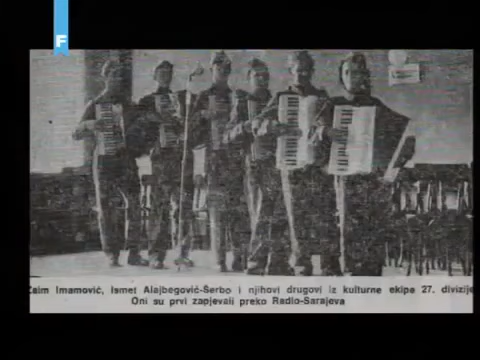 F
Zaim Imamović, Ismet Alajbegović-Šerbo i njihovi drugovi iz kulturne ekipe 27. divizije
Oni su prvi zapjevali preko Radio-Sarajeva